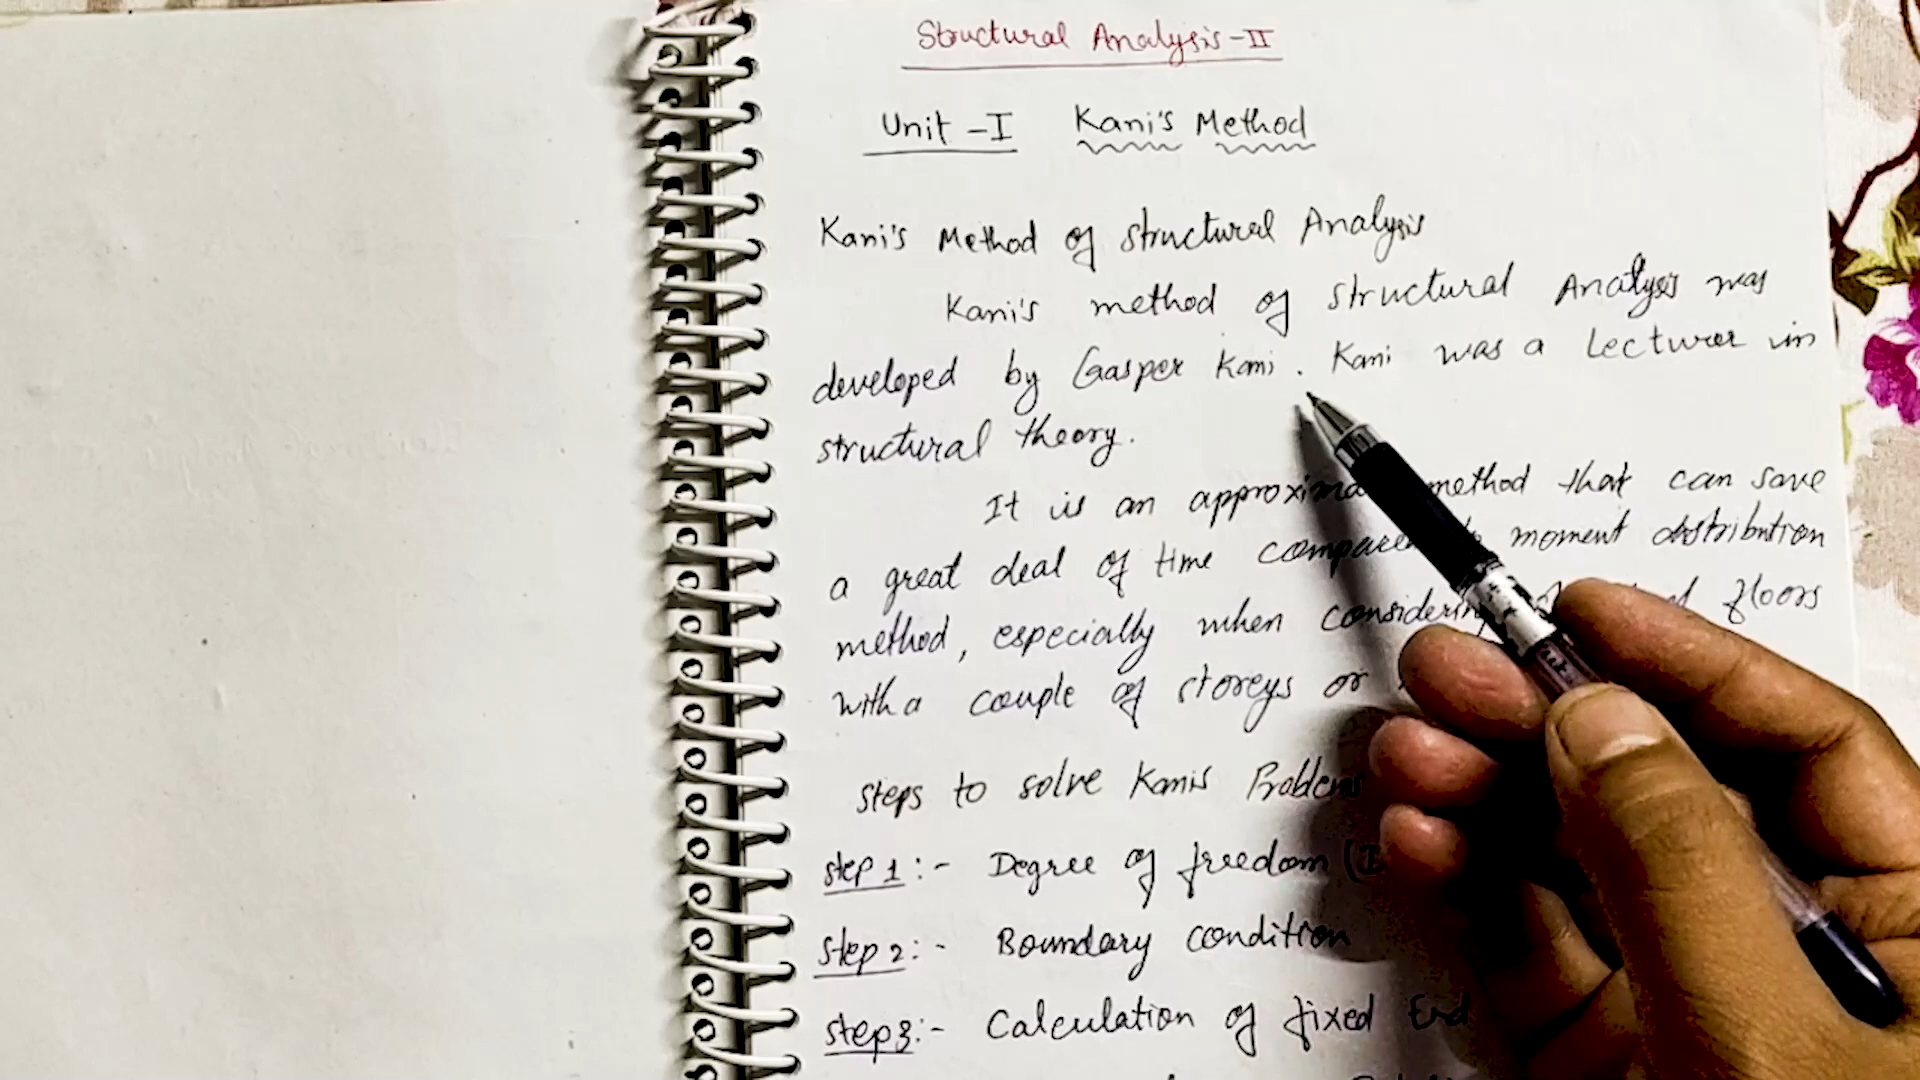 Structural Analysis-II
Unit -I Kani's Method
Kani's Method of structural Analysis
Kani's method of structural Analysis was
developed by Gasper Kani. Kani was a Lecturer in
structural theory.
It is an approxima method that can save
a great deal of time compared moment distribution
method, especially when considering floors
with a couple of storeys or
Steps to solve Kanis Problems
Step 1:- Degree of freedom (I
Step 2:- Boundary condition
Step 3:- Calculation of fixed End